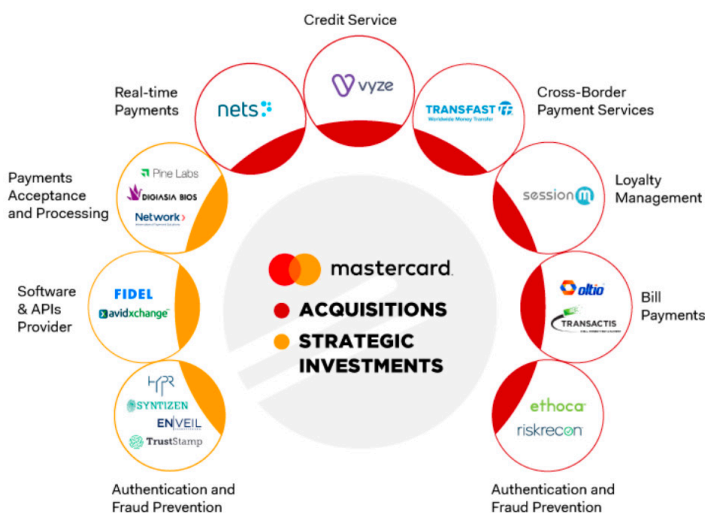 Credit Service
vyze
Real-time
Payments
nets
Cross-Border
Payment Services
TRANSFAST
Worldwide Money Transfer
Payments
Acceptance
and Processing
Pine Labs
DIGIASIA BIOS
Network
Loyalty
Management
session m
mastercard
ACQUISITIONS
STRATEGIC
INVESTMENTS
Software
& APIs
Provider
FIDEL
avidxchange
Bill
Payments
oltio
TRANSACTIS
HYPR
SYNTIZEN
ENVEIL
TrustStamp
Authentication and
Fraud Prevention
ethoca
riskrecon
Authentication and
Fraud Prevention